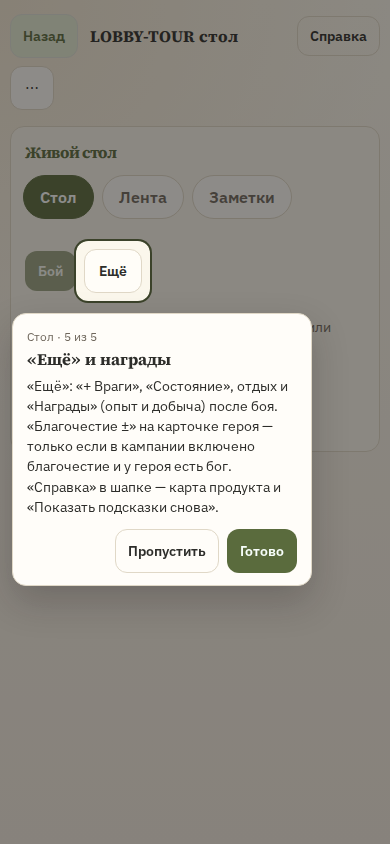 Назад
LOBBY-TOUR стол
Справка
...
Живой стол
Стол
Лента
Заметки
Бой
Ещё
или
Стол · 5 из 5
«Ещё» и награды
«Ещё»: «+ Враги», «Состояние», отдых и
«Награды» (опыт и добыча) после боя.
«Благочестие ±» на карточке героя —
только если в кампании включено
благочестие и у героя есть бог.
«Справка» в шапке — карта продукта и
«Показать подсказки снова».
Пропустить
Готово